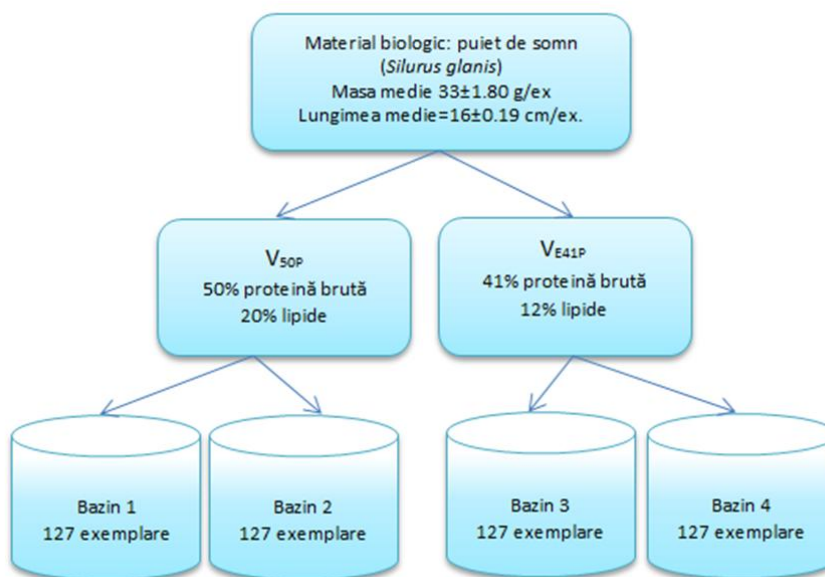 Material biologic: puiet de somn
(Silurus glanis)
Masa medie 33±1.80 g/ex
Lungimea medie=16±0.19 cm/ex.
V50P
50% proteină brută
20% lipide
VE41P
41% proteină brută
12% lipide
Bazin 1
127 exemplare
Bazin 2
127 exemplare
Bazin 3
127 exemplare
Bazin 4
127 exemplare